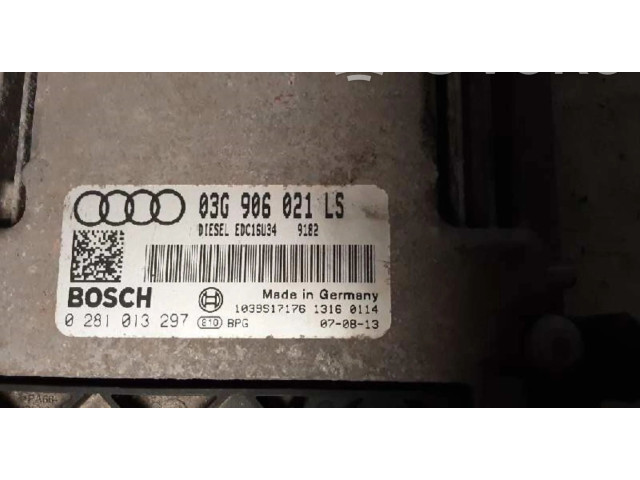 03G 906 021 LS
DIESEL EDC16U34 9182
BOSCH
Made in Germany
1039S17176 1316 0114
0 281 013 297 E10 BPG 07-08-13